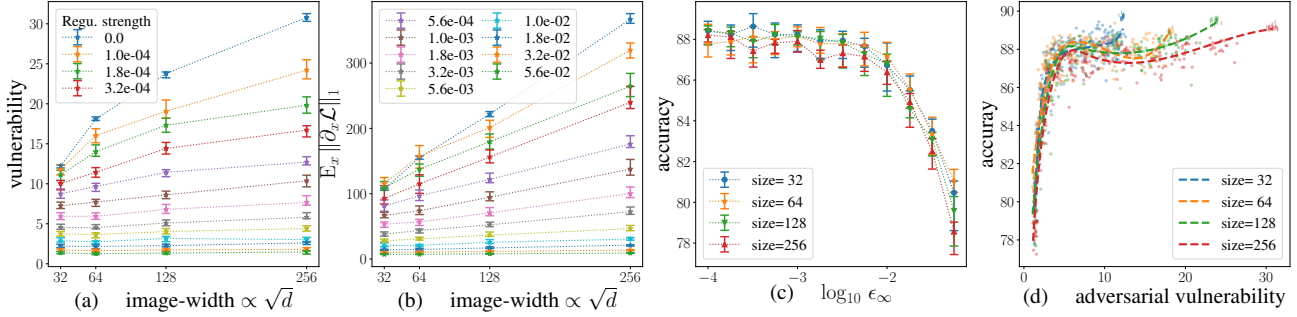 vulnerability
30
25
20
15
10
5
0
Regu. strength
0.0
1.0e-04
1.8e-04
3.2e-04
32 64 128 256
(a) image-width ∝ √d
E_x ‖∂_x L‖_1
300
200
100
0
5.6e-04 1.0e-02
1.0e-03 1.8e-02
1.8e-03 3.2e-02
3.2e-03 5.6e-02
5.6e-03
32 64 128 256
(b) image-width ∝ √d
accuracy
88
86
84
82
80
78
size= 32
size= 64
size=128
size=256
-4 -3 -2
(c) log_10 ϵ_∞
accuracy
90
88
86
84
82
80
78
size= 32
size= 64
size=128
size=256
0 10 20 30
(d) adversarial vulnerability